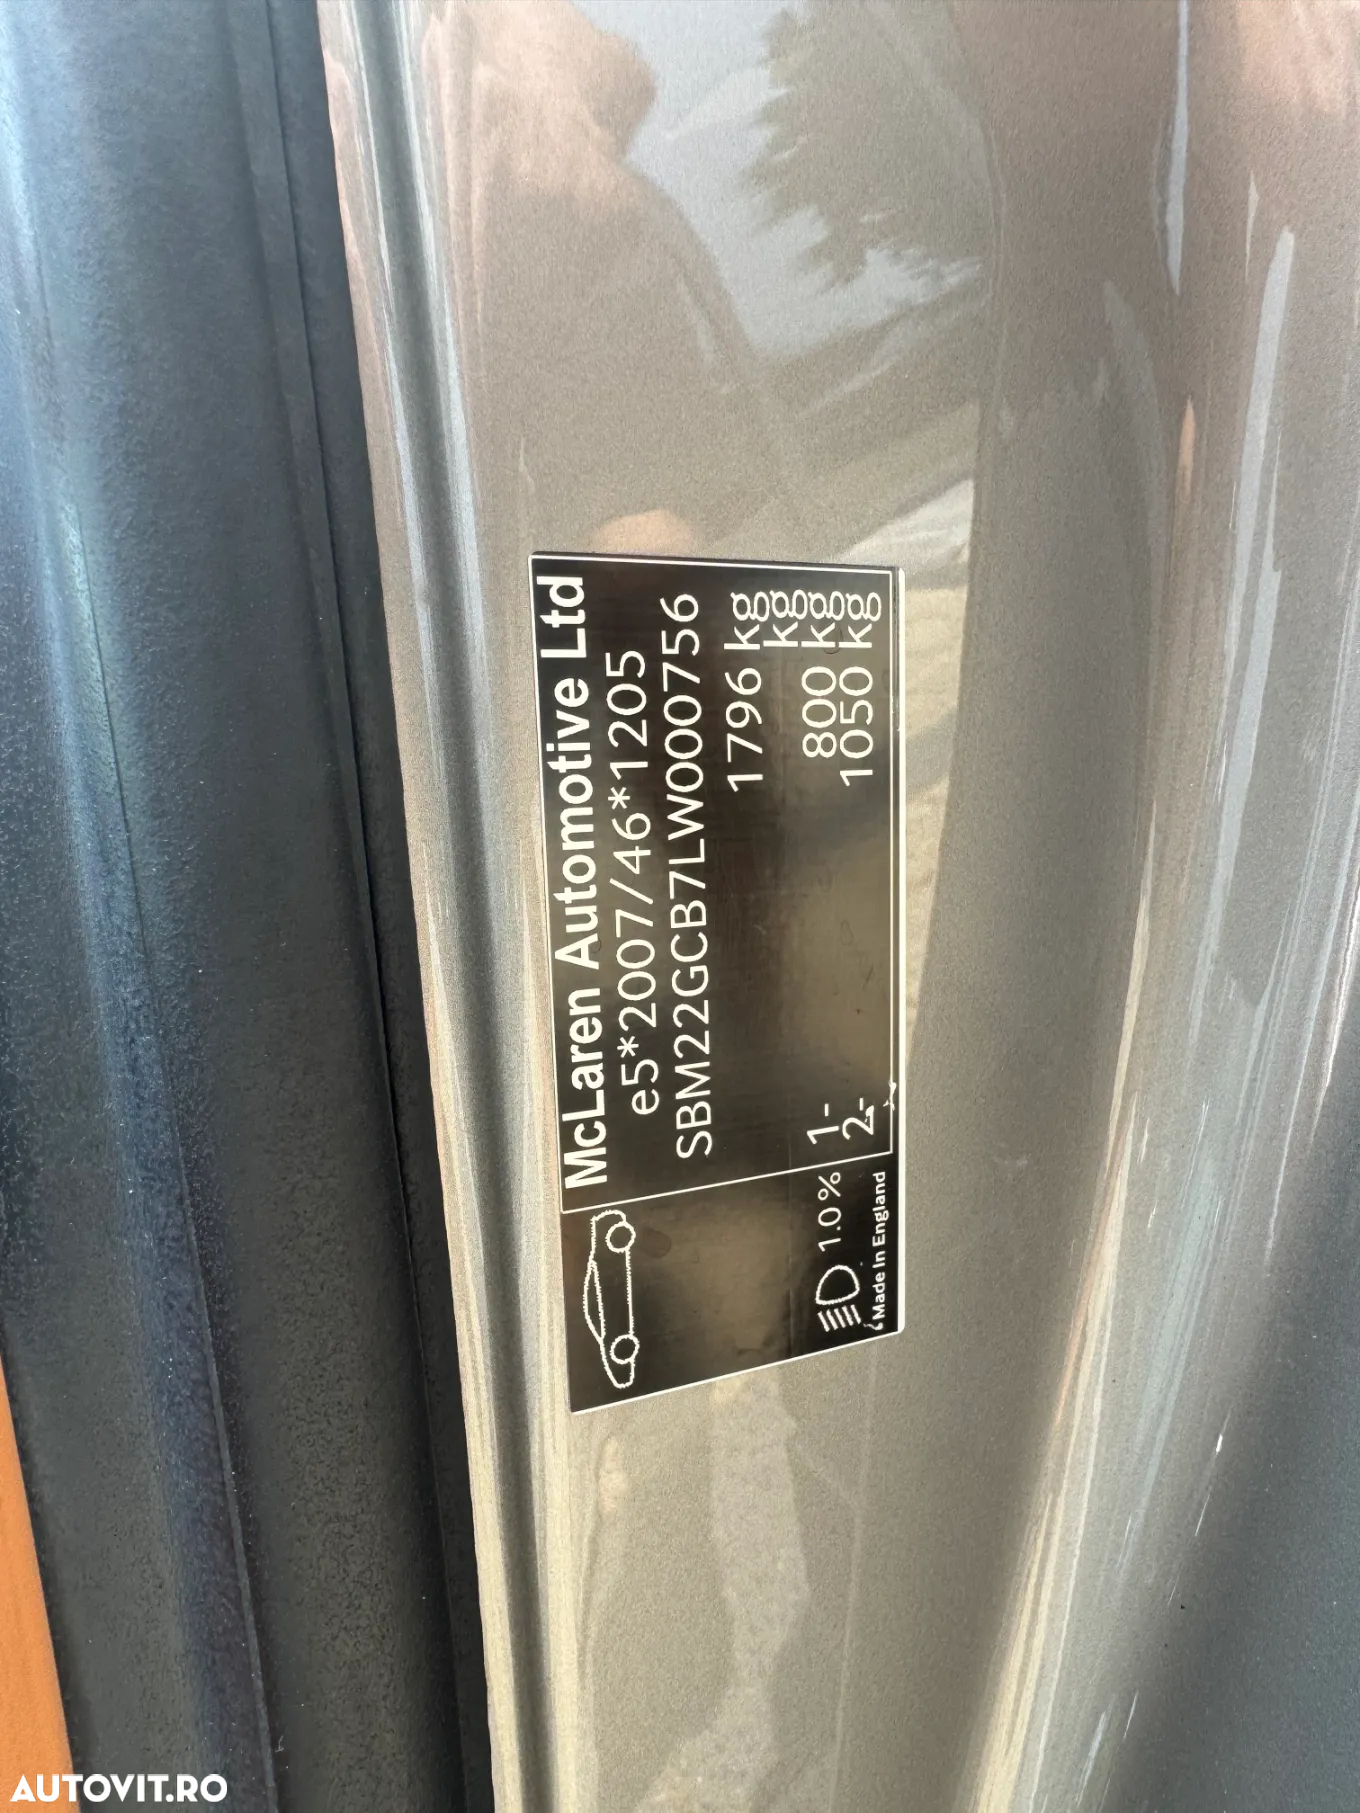 McLaren Automotive Ltd
e5*2007/46*1205
SBM22GCB7LW000756
1796 kg
kg
1- 800 kg
2- 1050 kg
1.0 %
Made In England
AUTOVIT.RO